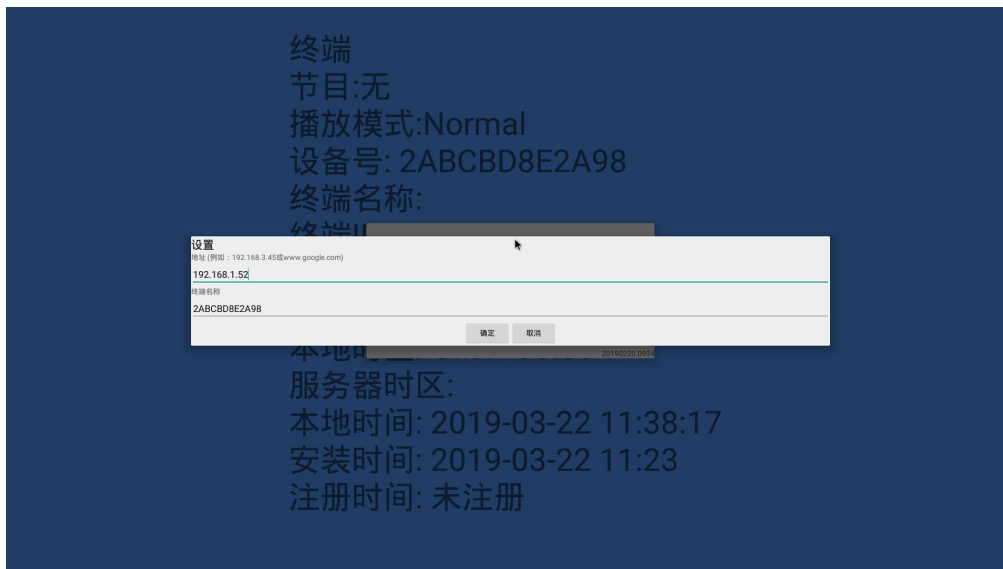 终端
节目:无
播放模式:Normal
设备号: 2ABCBD8E2A98
终端名称:
设置
地址 (例如 : 192.168.3.45或www.google.com)
192.168.1.52
终端名称
2ABCBD8E2A98
确定 取消
20190220.0934
服务器时区:
本地时间: 2019-03-22 11:38:17
安装时间: 2019-03-22 11:23
注册时间: 未注册